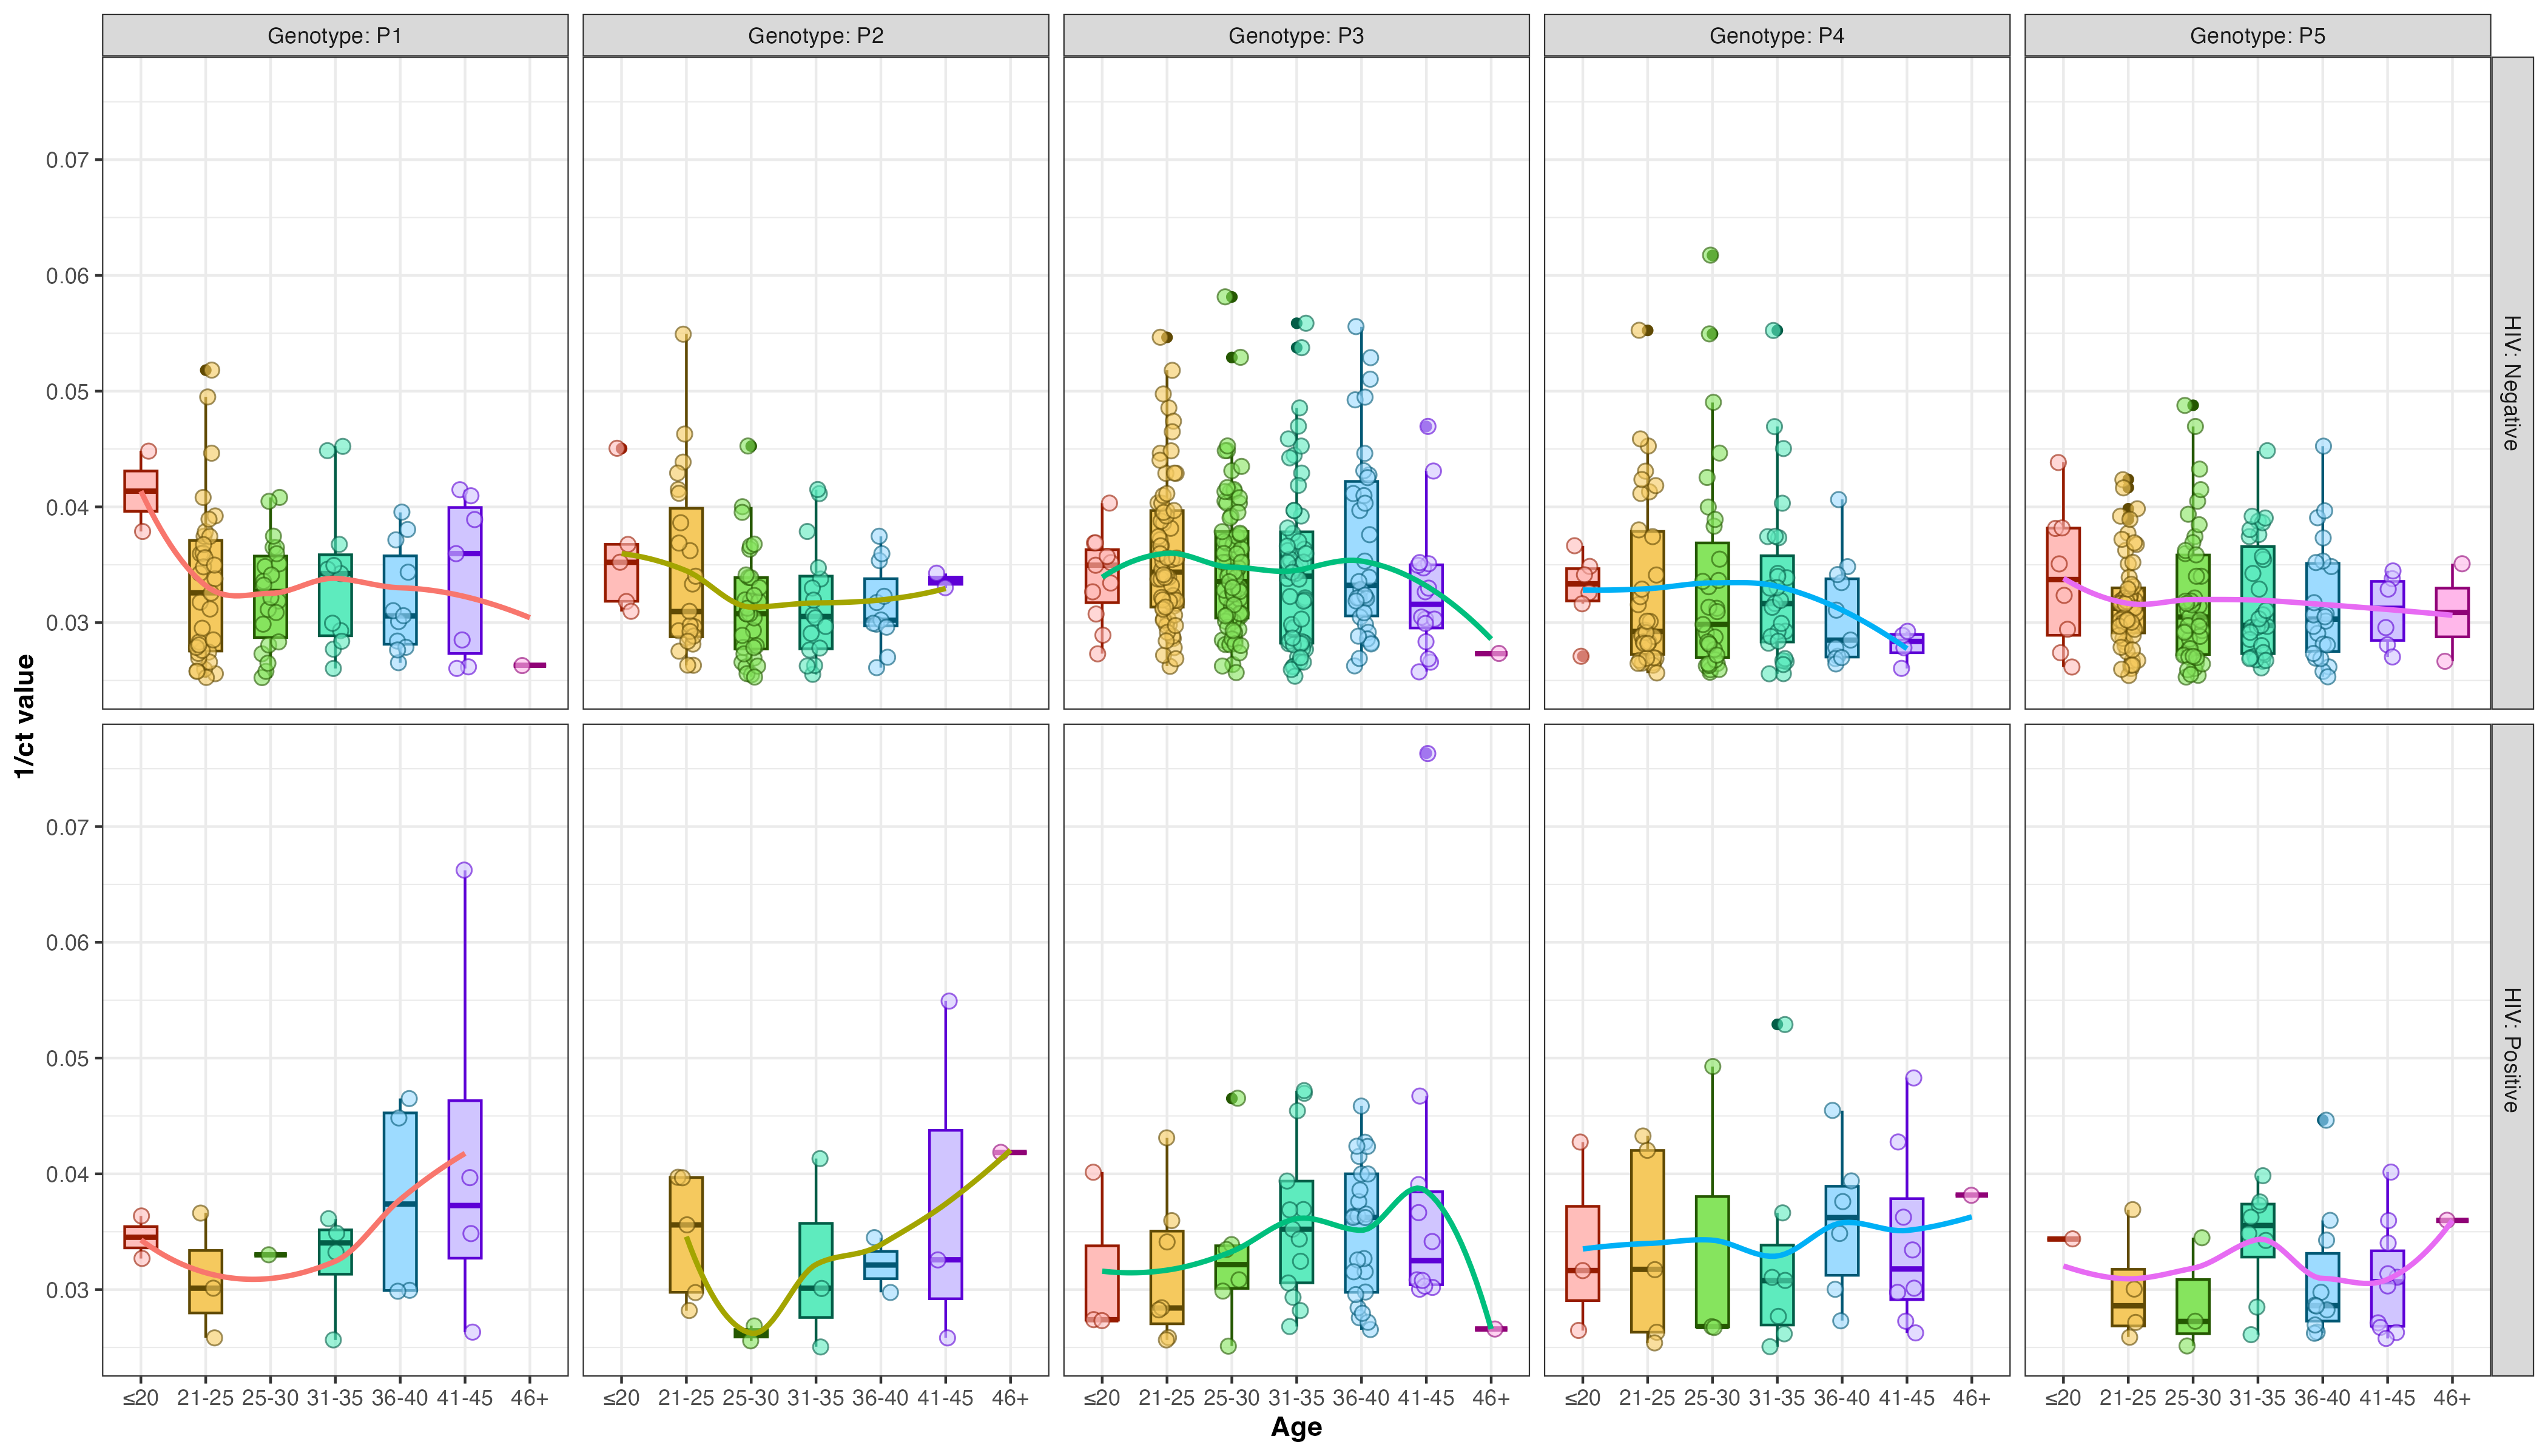 Genotype: P1 Genotype: P2 Genotype: P3 Genotype: P4 Genotype: P5
HIV: Negative
0.07
0.06
0.05
0.04
0.03
1/ct value
HIV: Positive
0.07
0.06
0.05
0.04
0.03
≤20 21-25 25-30 31-35 36-40 41-45 46+ ≤20 21-25 25-30 31-35 36-40 41-45 46+ ≤20 21-25 25-30 31-35 36-40 41-45 46+ ≤20 21-25 25-30 31-35 36-40 41-45 46+ ≤20 21-25 25-30 31-35 36-40 41-45 46+
Age